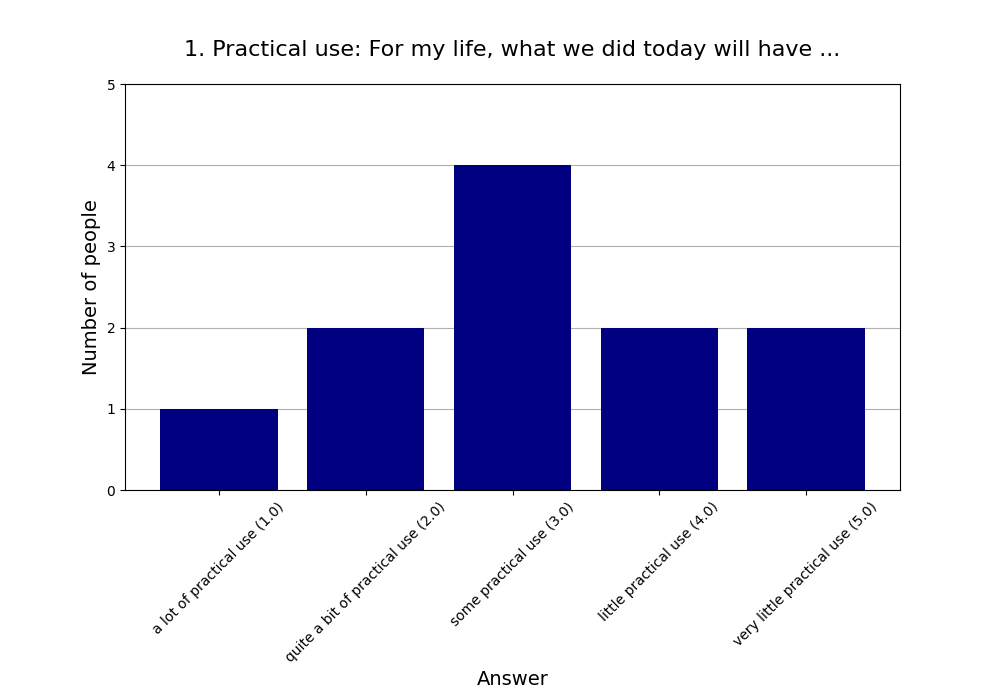 1. Practical use: For my life, what we did today will have ...
Number of people
5
4
3
2
1
0
a lot of practical use (1.0)
quite a bit of practical use (2.0)
some practical use (3.0)
little practical use (4.0)
very little practical use (5.0)
Answer